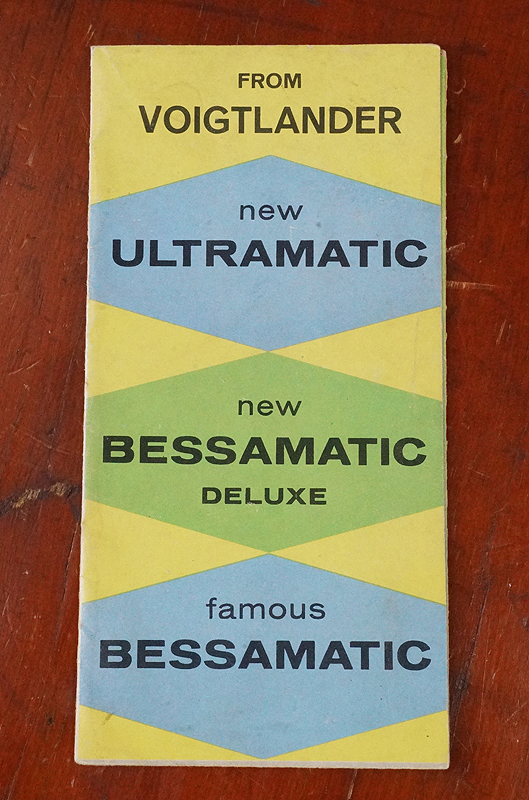 FROM
VOIGTLANDER
new
ULTRAMATIC
new
BESSAMATIC
DELUXE
famous
BESSAMATIC